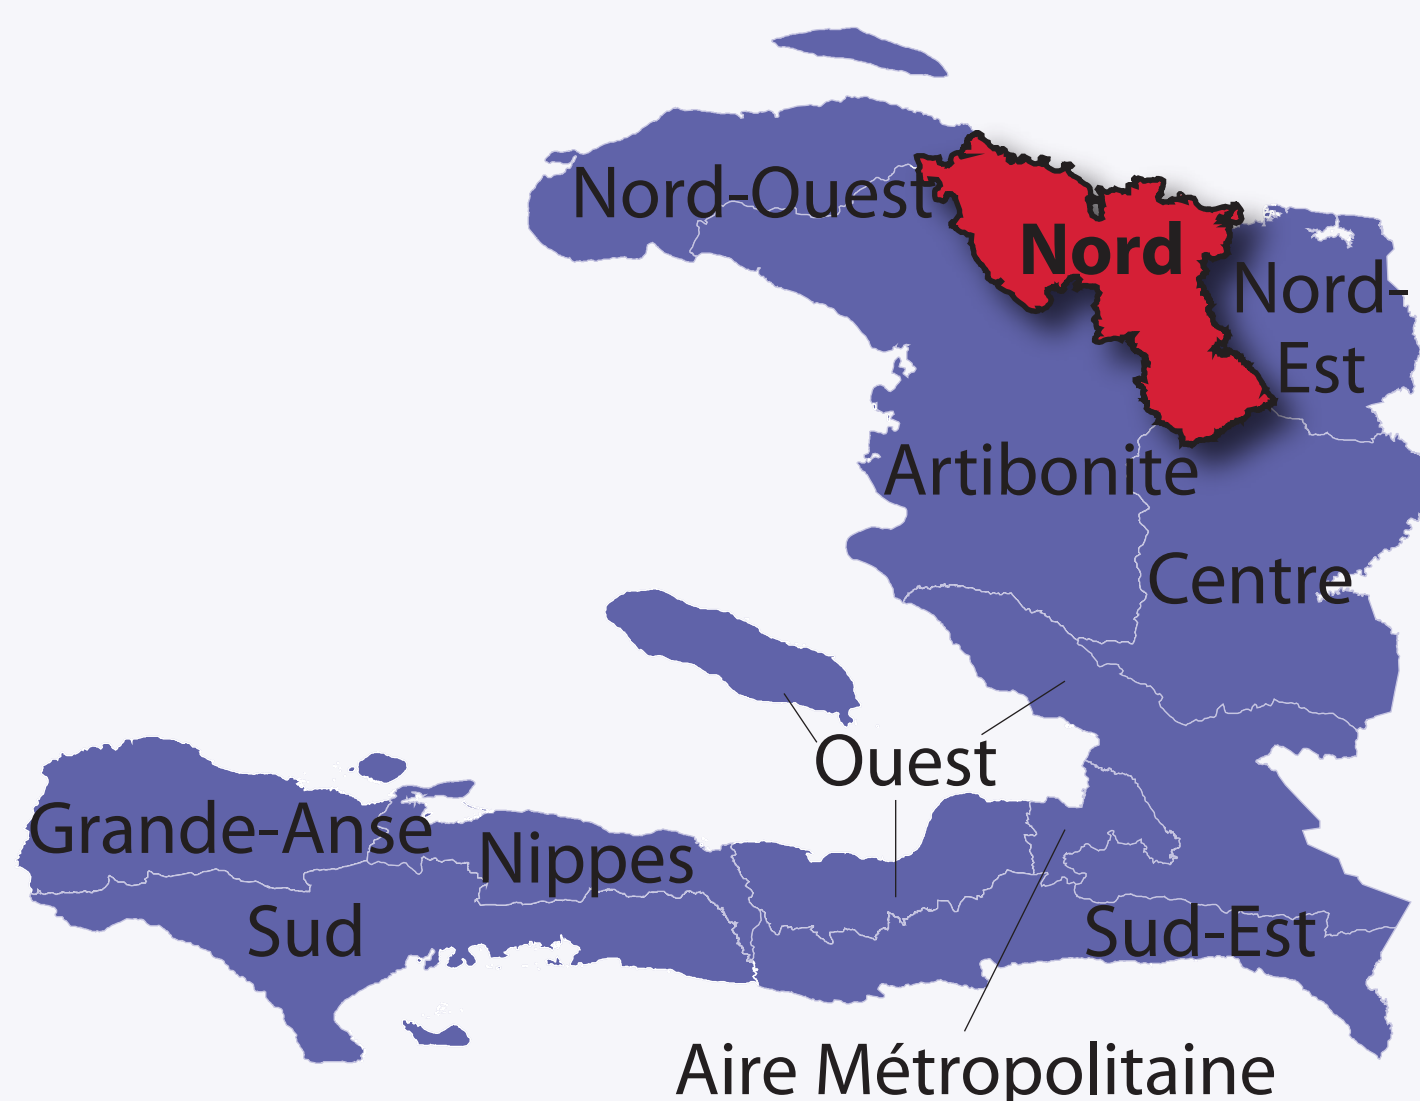 Nord-Ouest
Nord
Nord-
Est
Artibonite
Centre
Ouest
Grande-Anse
Nippes
Sud
Sud-Est
Aire Métropolitaine